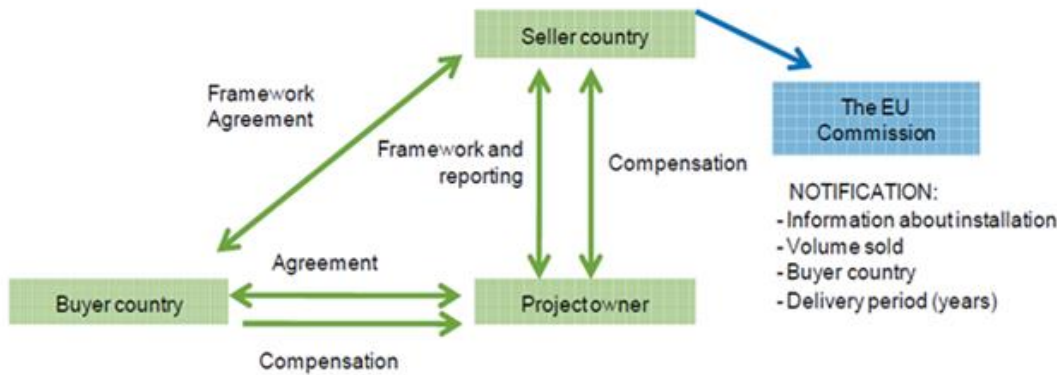 Seller country
Framework
Agreement
The EU
Commission
Framework and
reporting
Compensation
NOTIFICATION:
- Information about installation
- Volume sold
- Buyer country
- Delivery period (years)
Agreement
Buyer country
Project owner
Compensation